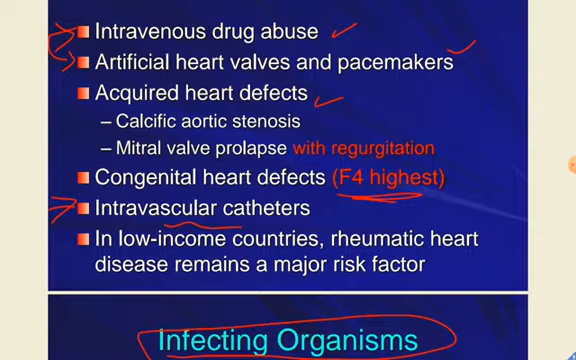 Intravenous drug abuse
Artificial heart valves and pacemakers
Acquired heart defects
– Calcific aortic stenosis
– Mitral valve prolapse with regurgitation
Congenital heart defects (F4 highest)
Intravascular catheters
In low-income countries, rheumatic heart
disease remains a major risk factor
Infecting Organisms